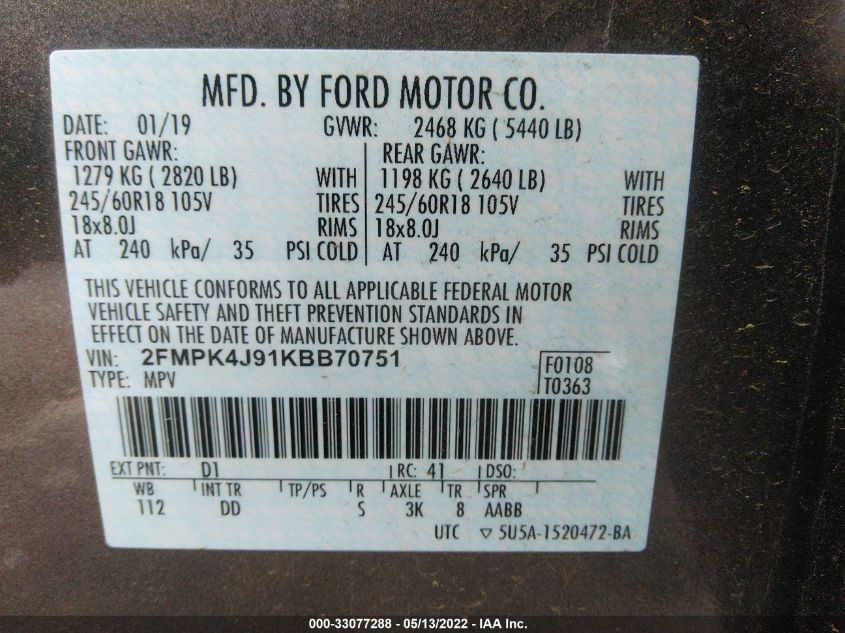 MFD. BY FORD MOTOR CO.
DATE: 01/19 GVWR: 2468 KG ( 5440 LB)
FRONT GAWR: REAR GAWR:
1279 KG ( 2820 LB) WITH 1198 KG ( 2640 LB) WITH
245/60R18 105V TIRES 245/60R18 105V TIRES
18x8.0J RIMS 18x8.0J RIMS
AT 240 kPa/ 35 PSI COLD AT 240 kPa/ 35 PSI COLD
THIS VEHICLE CONFORMS TO ALL APPLICABLE FEDERAL MOTOR
VEHICLE SAFETY AND THEFT PREVENTION STANDARDS IN
EFFECT ON THE DATE OF MANUFACTURE SHOWN ABOVE.
VIN: 2FMPK4J91KBB70751 F0108
TYPE: MPV T0363
EXT PNT: D1 RC: 41 DSO:
WB INT TR TP/PS R AXLE TR SPR
112 DD S 3K 8 AABB
UTC ▽ 5U5A-1520472-BA
000-33077288 - 05/13/2022 - IAA Inc.